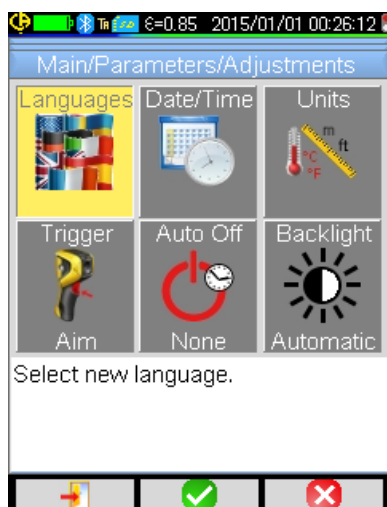 ε=0.85 2015/01/01 00:26:12
Main/Parameters/Adjustments
Languages Date/Time Units
m
ft
°C
°F
Trigger Auto Off Backlight
Aim None Automatic
Select new language.